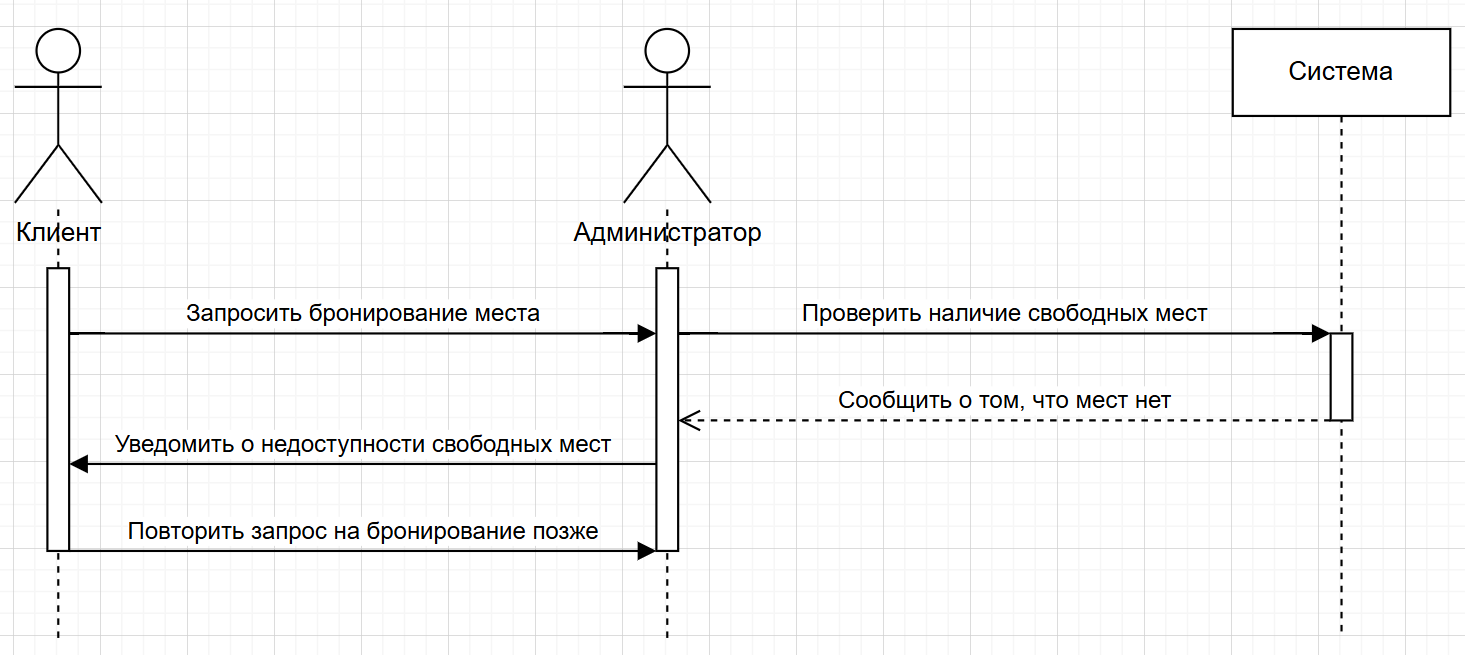 Система
Клиент
Администратор
Запросить бронирование места
Проверить наличие свободных мест
Сообщить о том, что мест нет
Уведомить о недоступности свободных мест
Повторить запрос на бронирование позже